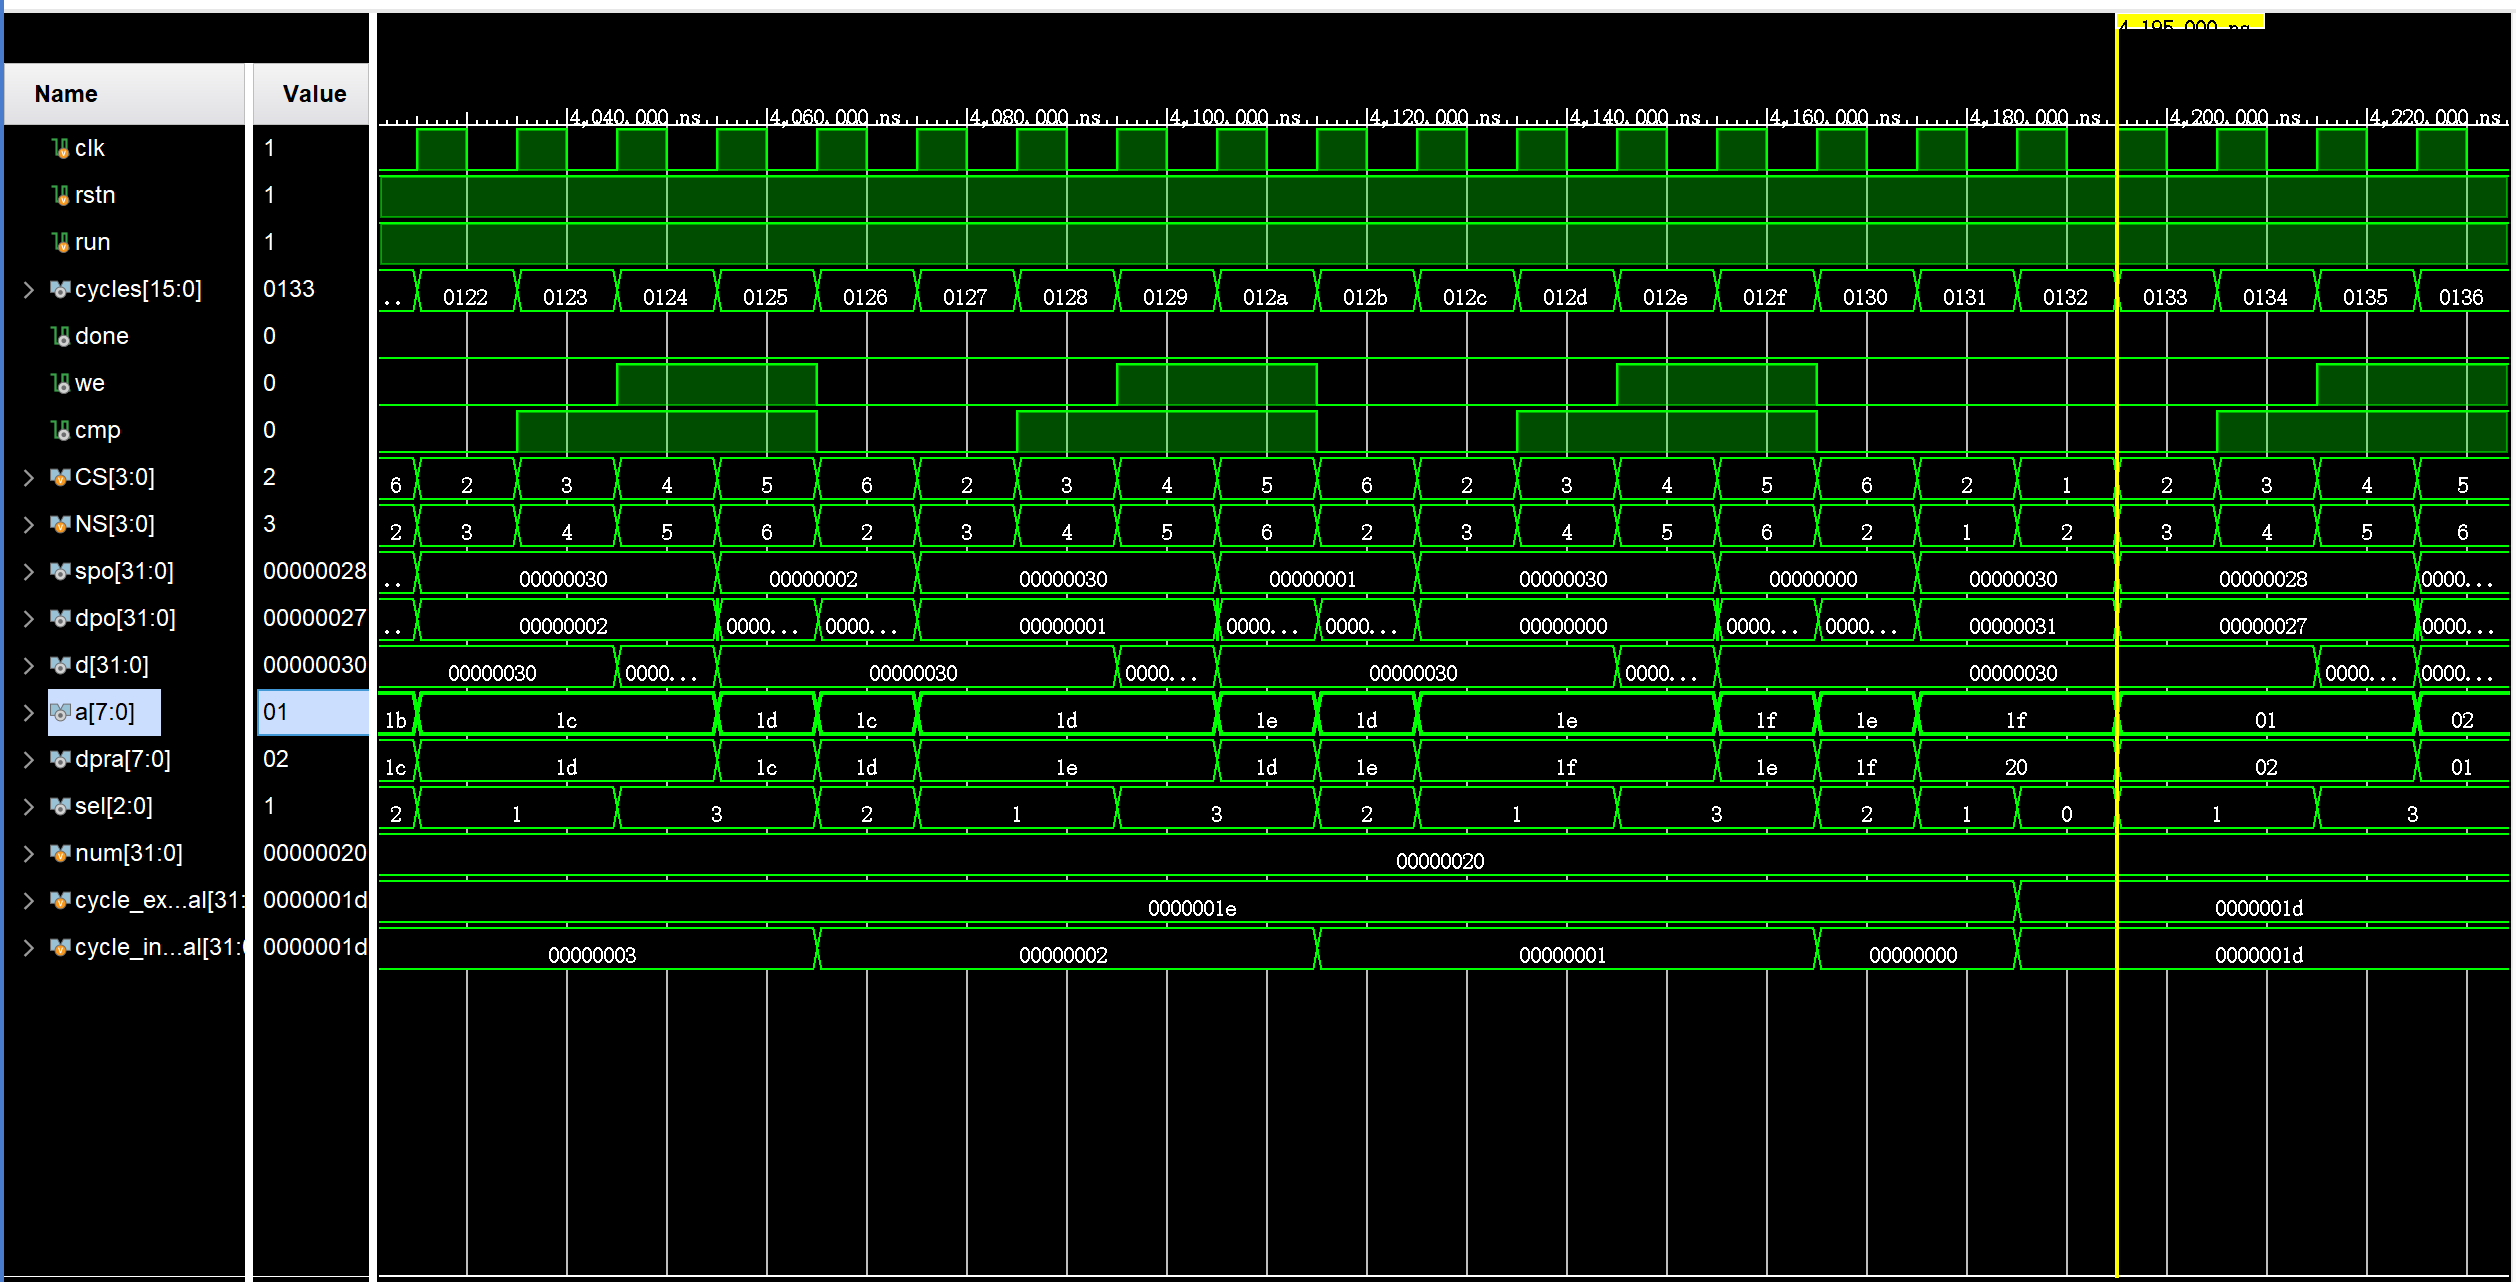 4,195.000 ns
Name Value
4,040.000 ns 4,060.000 ns 4,080.000 ns 4,100.000 ns 4,120.000 ns 4,140.000 ns 4,160.000 ns 4,180.000 ns 4,200.000 ns 4,220.000 ns
clk 1
rstn 1
run 1
cycles[15:0] 0133 .. 0122 0123 0124 0125 0126 0127 0128 0129 012a 012b 012c 012d 012e 012f 0130 0131 0132 0133 0134 0135 0136
done 0
we 0
cmp 0
CS[3:0] 2 6 2 3 4 5 6 2 3 4 5 6 2 3 4 5 6 2 1 2 3 4 5
NS[3:0] 3 2 3 4 5 6 2 3 4 5 6 2 3 4 5 6 2 1 2 3 4 5 6
spo[31:0] 00000028 .. 00000030 00000002 00000030 00000001 00000030 00000000 00000030 00000028 0000...
dpo[31:0] 00000027 .. 00000002 0000... 0000... 00000001 0000... 0000... 00000000 0000... 0000... 00000031 00000027 0000...
d[31:0] 00000030 00000030 0000... 00000030 0000... 00000030 0000... 00000030 0000... 0000...
a[7:0] 01 1b 1c 1d 1c 1d 1e 1d 1e 1f 1e 1f 01 02
dpra[7:0] 02 1c 1d 1c 1d 1e 1d 1e 1f 1e 1f 20 02 01
sel[2:0] 1 2 1 3 2 1 3 2 1 3 2 1 0 1 3
num[31:0] 00000020 00000020
cycle_ex...al[31: 0000001d 0000001e 0000001d
cycle_in...al[31:0 0000001d 00000003 00000002 00000001 00000000 0000001d